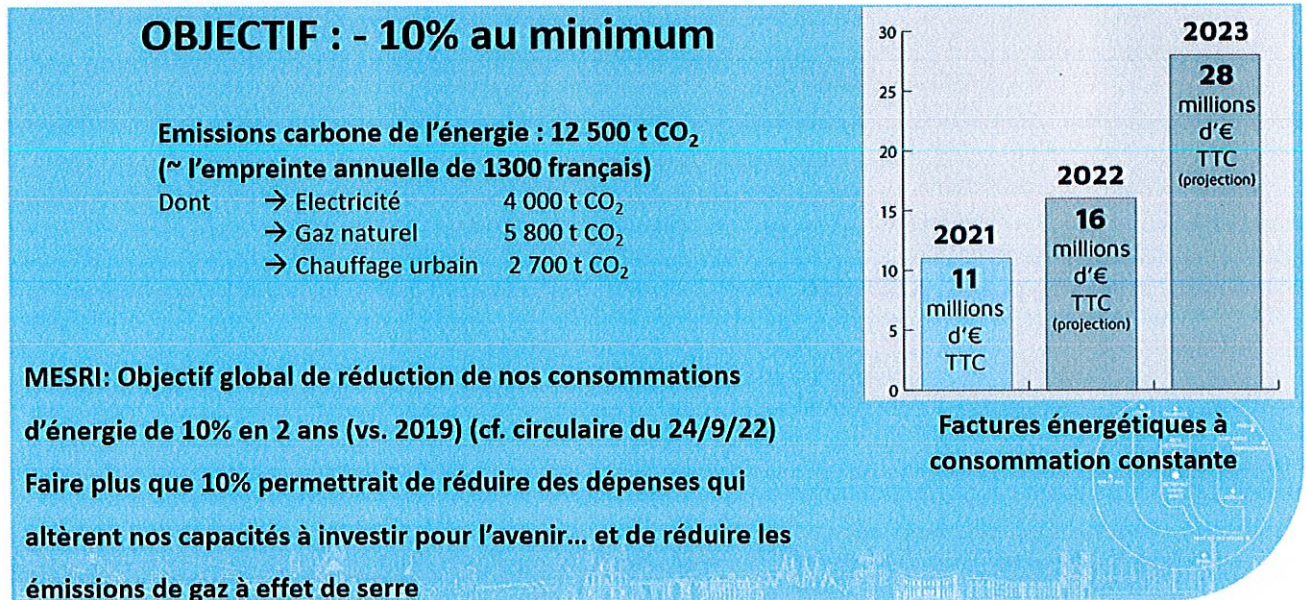 OBJECTIF : - 10% au minimum
Emissions carbone de l'énergie : 12 500 t CO₂
(~ l'empreinte annuelle de 1300 français)
Dont → Electricité 4 000 t CO₂
→ Gaz naturel 5 800 t CO₂
→ Chauffage urbain 2 700 t CO₂
MESRI: Objectif global de réduction de nos consommations
d'énergie de 10% en 2 ans (vs. 2019) (cf. circulaire du 24/9/22)
Faire plus que 10% permettrait de réduire des dépenses qui
altèrent nos capacités à investir pour l'avenir... et de réduire les
émissions de gaz à effet de serre
30
25
20
15
10
5
0
2021
11
millions
d'€
TTC
2022
16
millions
d'€
TTC
(projection)
2023
28
millions
d'€
TTC
(projection)
Factures énergétiques à
consommation constante